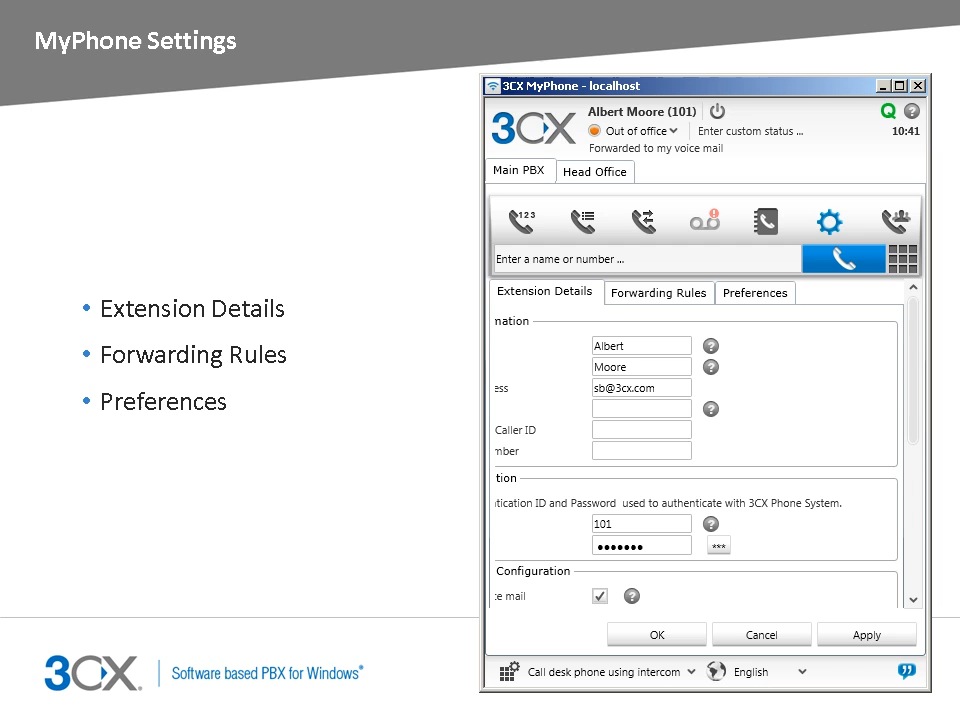 MyPhone Settings
3CX MyPhone - localhost
3CX
Albert Moore (101)
Q ?
Out of office
Enter custom status ...
10:41
Forwarded to my voice mail
Main PBX
Head Office
123
Enter a name or number ...
Extension Details
Forwarding Rules
Preferences
• Extension Details
• Forwarding Rules
• Preferences
mation
Albert ?
Moore ?
ess sb@3cx.com
?
Caller ID
mber
tion
tication ID and Password used to authenticate with 3CX Phone System.
101 ?
••••••• ***
Configuration
ce mail ?
OK
Cancel
Apply
Call desk phone using intercom
English
3CX®
Software based PBX for Windows®